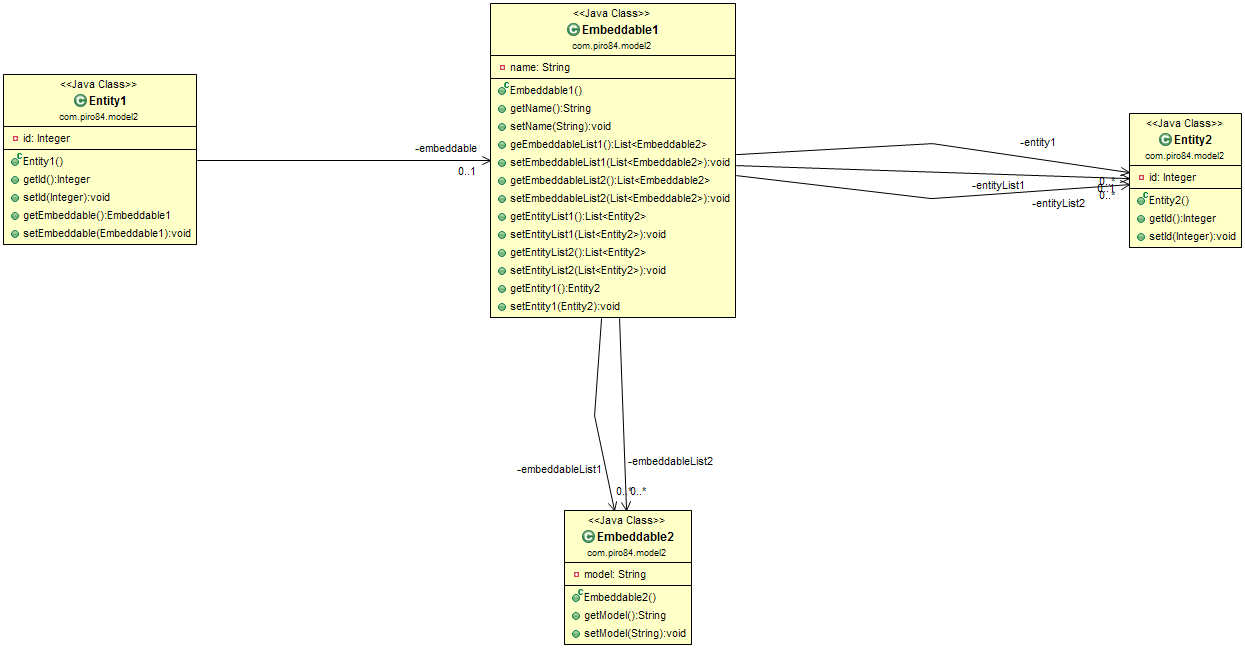 <<Java Class>>
Entity1
com.piro84.model2
id: Integer
Entity1()
getId():Integer
setId(Integer):void
getEmbeddable():Embeddable1
setEmbeddable(Embeddable1):void
-embeddable
0..1
<<Java Class>>
Embeddable1
com.piro84.model2
name: String
Embeddable1()
getName():String
setName(String):void
geEmbeddableList1():List<Embeddable2>
setEmbeddableList1(List<Embeddable2>):void
getEmbeddableList2():List<Embeddable2>
setEmbeddableList2(List<Embeddable2>):void
getEntityList1():List<Entity2>
setEntityList1(List<Entity2>):void
getEntityList2():List<Entity2>
setEntityList2(List<Entity2>):void
getEntity1():Entity2
setEntity1(Entity2):void
-entity1
-entityList1
-entityList2
0..*
0..1
0..*
<<Java Class>>
Entity2
com.piro84.model2
id: Integer
Entity2()
getId():Integer
setId(Integer):void
-embeddableList1
-embeddableList2
0..*
0..*
<<Java Class>>
Embeddable2
com.piro84.model2
model: String
Embeddable2()
getModel():String
setModel(String):void